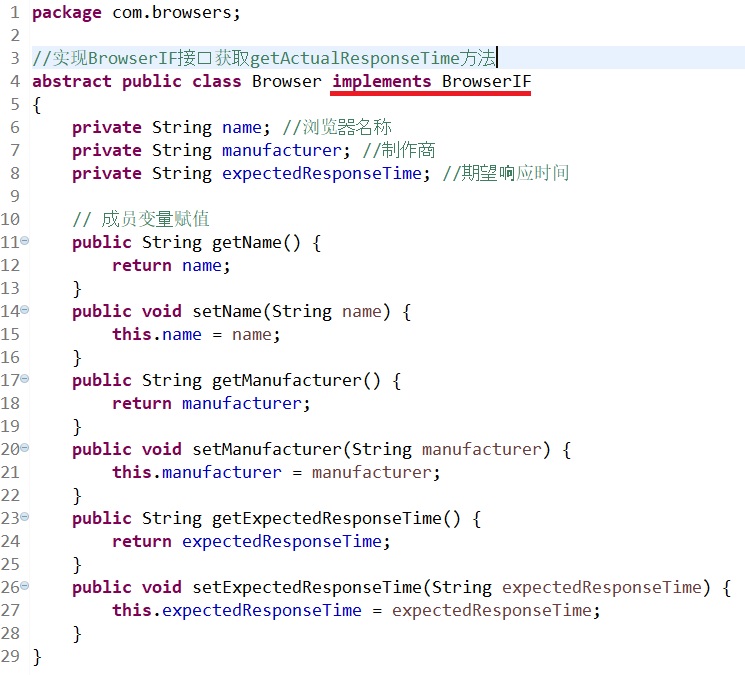 1 package com.browsers;
2
3 //实现BrowserIF接口获取getActualResponseTime方法
4 abstract public class Browser implements BrowserIF
5 {
6     private String name; //浏览器名称
7     private String manufacturer; //制作商
8     private String expectedResponseTime; //期望响应时间
9
10     // 成员变量赋值
11     public String getName() {
12         return name;
13     }
14     public void setName(String name) {
15         this.name = name;
16     }
17     public String getManufacturer() {
18         return manufacturer;
19     }
20     public void setManufacturer(String manufacturer) {
21         this.manufacturer = manufacturer;
22     }
23     public String getExpectedResponseTime() {
24         return expectedResponseTime;
25     }
26     public void setExpectedResponseTime(String expectedResponseTime) {
27         this.expectedResponseTime = expectedResponseTime;
28     }
29 }